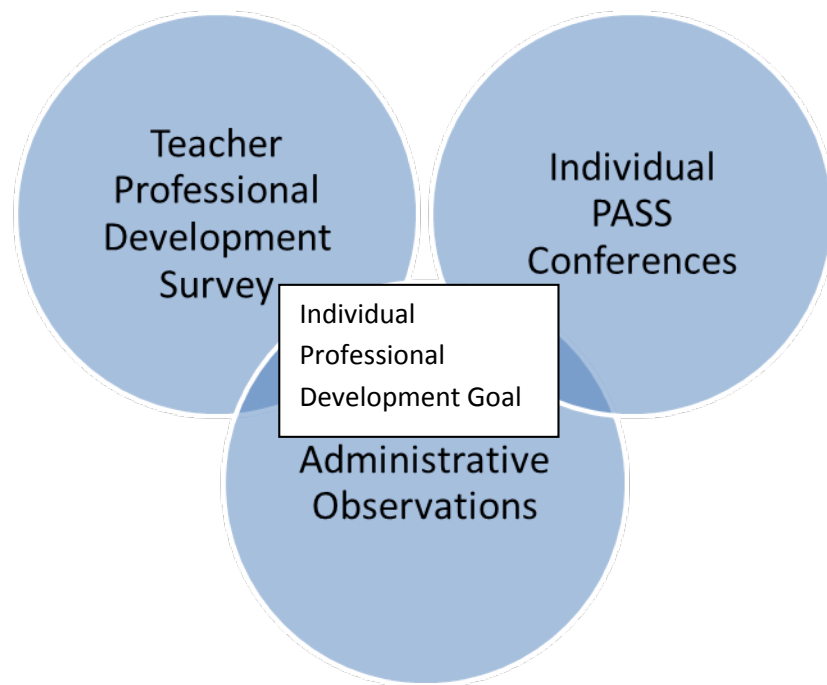 Teacher
Professional
Development
Survey
Individual
PASS
Conferences
Individual
Professional
Development Goal
Administrative
Observations